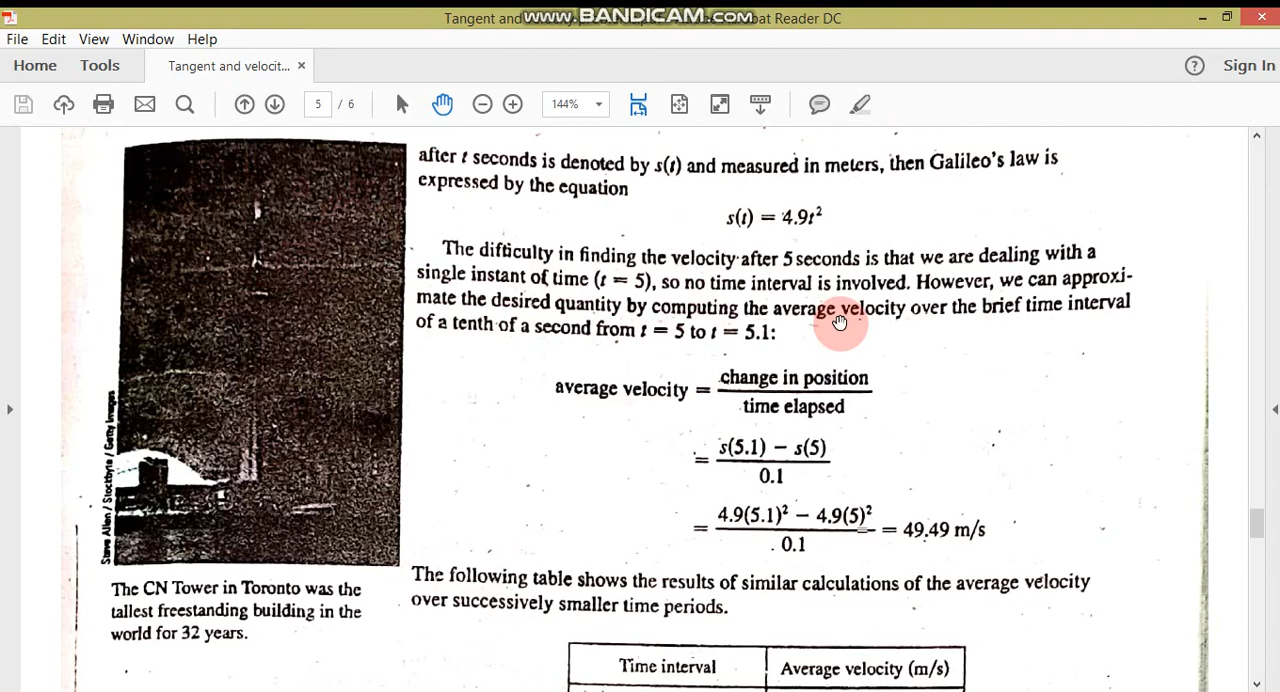 Tangent and
www.BANDICAM.com
bat Reader DC
File Edit View Window Help
Home Tools Tangent and velocit... ×
Sign In
5 / 6
144%
after t seconds is denoted by s(t) and measured in meters, then Galileo's law is
expressed by the equation
s(t) = 4.9t²
The difficulty in finding the velocity after 5 seconds is that we are dealing with a
single instant of time (t = 5), so no time interval is involved. However, we can approxi-
mate the desired quantity by computing the average velocity over the brief time interval
of a tenth of a second from t = 5 to t = 5.1:
average velocity = change in position
time elapsed
= s(5.1) − s(5)
0.1
= 4.9(5.1)² − 4.9(5)²
0.1
= 49.49 m/s
Steve Allen / Stockbyte / Getty Images
The CN Tower in Toronto was the
tallest freestanding building in the
world for 32 years.
The following table shows the results of similar calculations of the average velocity
over successively smaller time periods.
Time interval Average velocity (m/s)